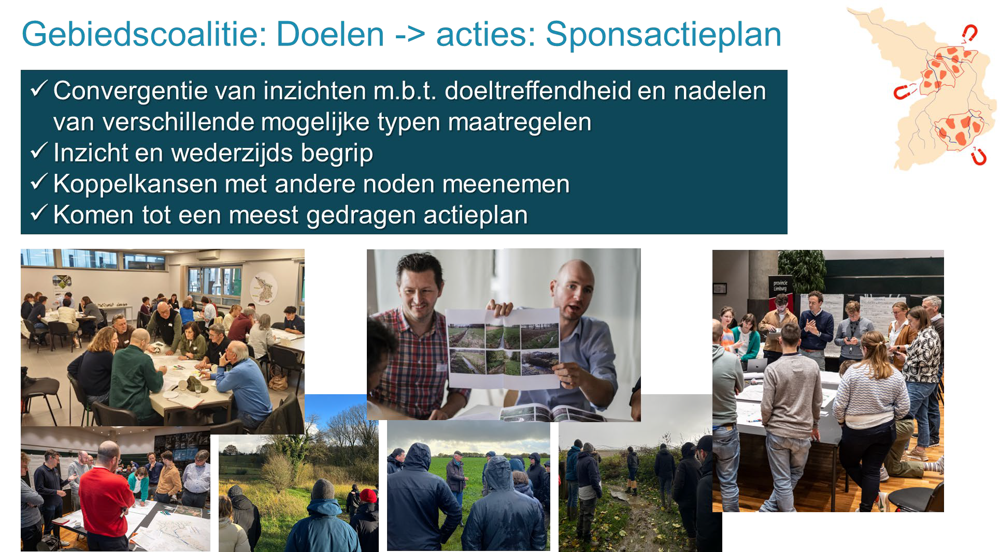 Gebiedscoalitie: Doelen -> acties: Sponsactieplan
✓ Convergentie van inzichten m.b.t. doeltreffendheid en nadelen
van verschillende mogelijke typen maatregelen
✓ Inzicht en wederzijds begrip
✓ Koppelkansen met andere noden meenemen
✓ Komen tot een meest gedragen actieplan
provincie
Limburg